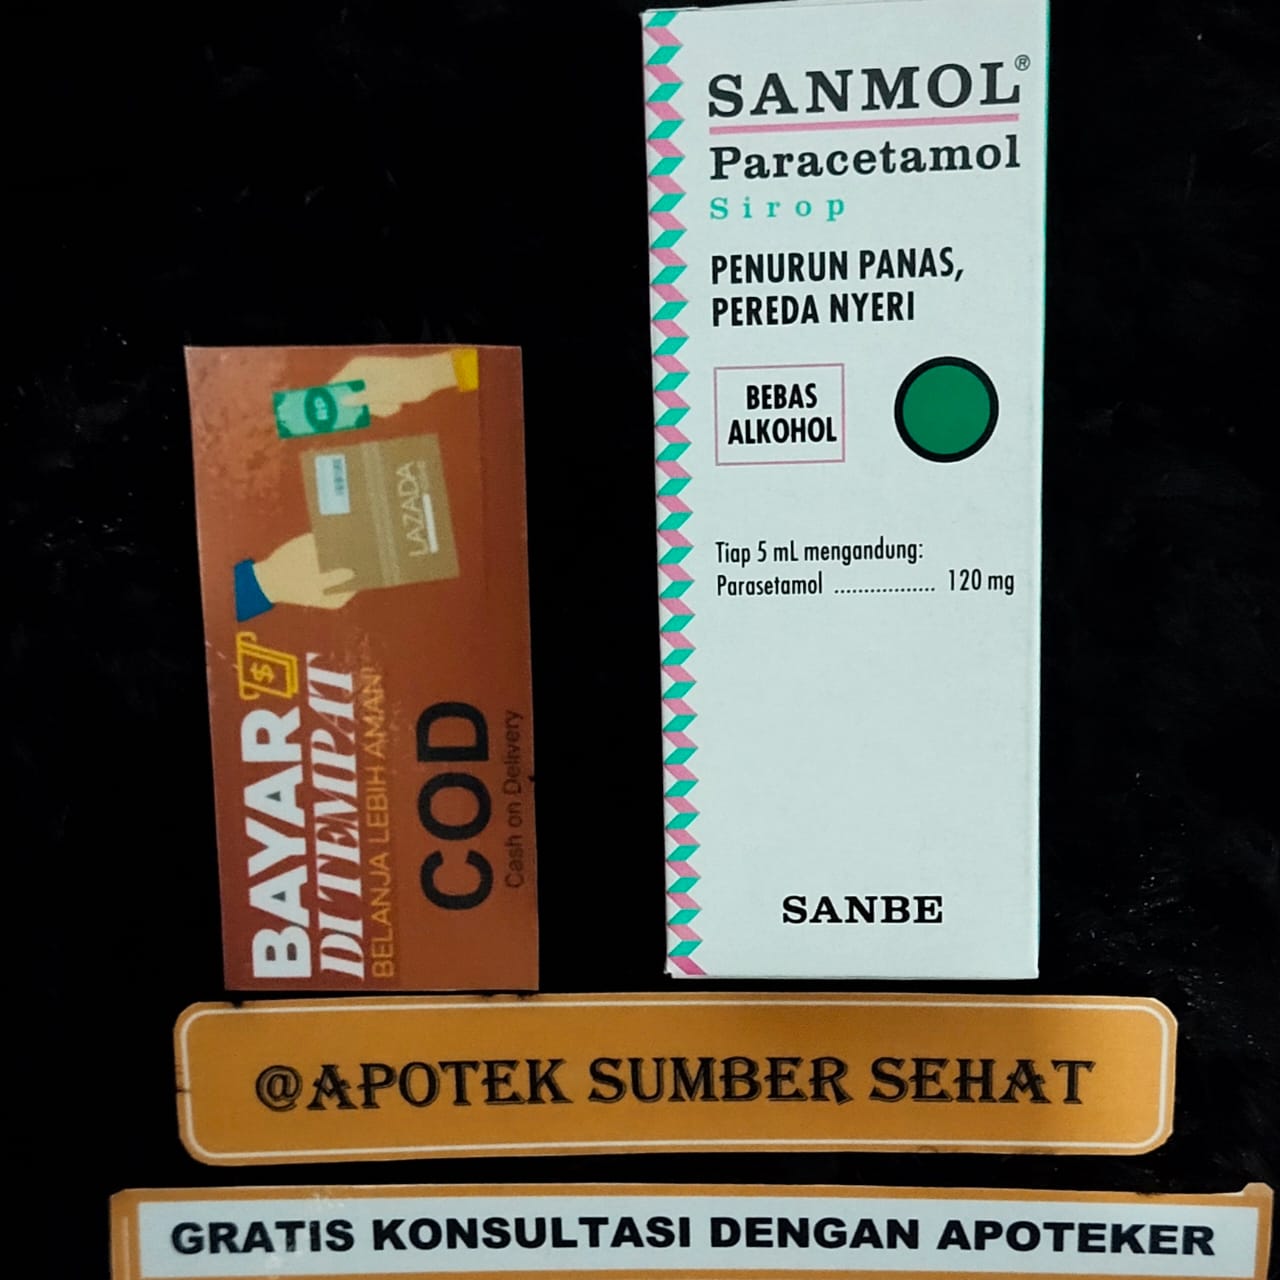 SANMOL®
Paracetamol
Sirop
PENURUN PANAS,
PEREDA NYERI
BEBAS
ALKOHOL
Tiap 5 mL mengandung:
Parasetamol ................. 120 mg
SANBE
LAZADA
BAYAR
DI TEMPAT
BELANJA LEBIH AMAN!
COD
Cash on Delivery
@APOTEK SUMBER SEHAT
GRATIS KONSULTASI DENGAN APOTEKER